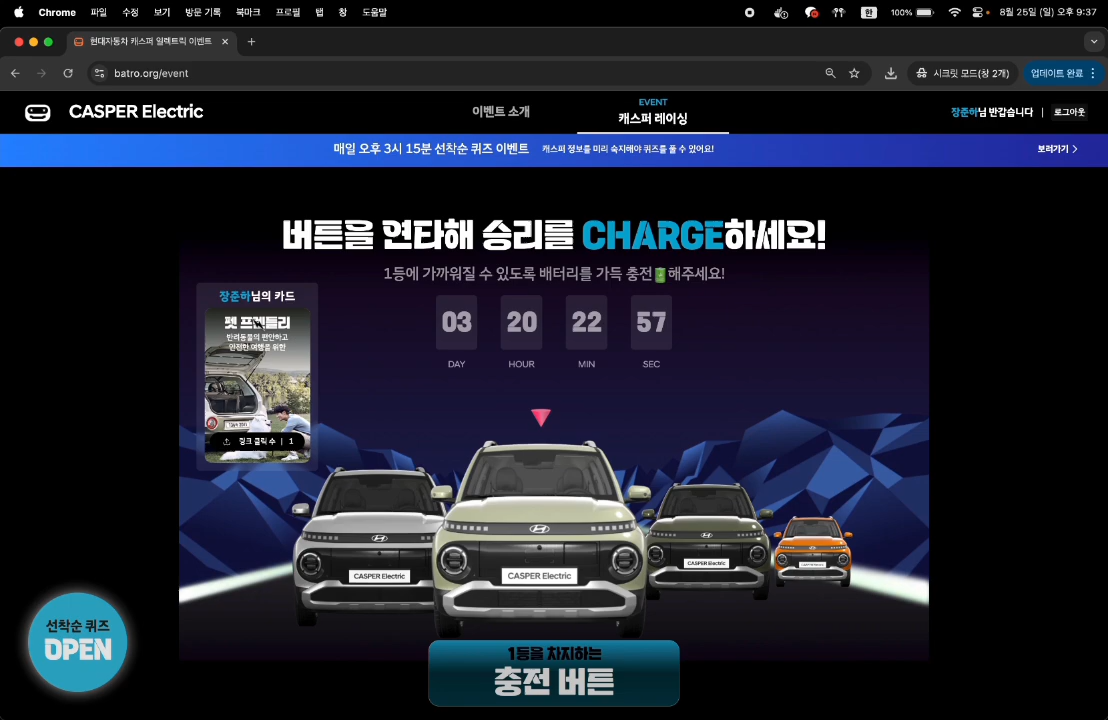 Chrome 파일 수정 보기 방문 기록 북마크 프로필 탭 창 도움말 한 100% 8월 25일 (일) 오후 9:37
현대자동차 캐스퍼 일렉트릭 이벤트
batro.org/event 시크릿 모드(창 2개) 업데이트 완료
CASPER Electric 이벤트 소개 EVENT 캐스퍼 레이싱 장준하님 반갑습니다 | 로그아웃
매일 오후 3시 15분 선착순 퀴즈 이벤트 캐스퍼 정보를 미리 숙지해야 퀴즈를 풀 수 있어요! 보러가기
버튼을 연타해 승리를 CHARGE하세요!
1등에 가까워질 수 있도록 배터리를 가득 충전🔋해주세요!
장준하님의 카드
펫 프렌들리
반려동물의 편안하고
안전한 여행을 위한
링크 클릭 수 | 1
03 20 22 57
DAY HOUR MIN SEC
CASPER Electric
CASPER Electric
CASPER Electric
선착순 퀴즈
OPEN
1등을 차지하는
충전 버튼